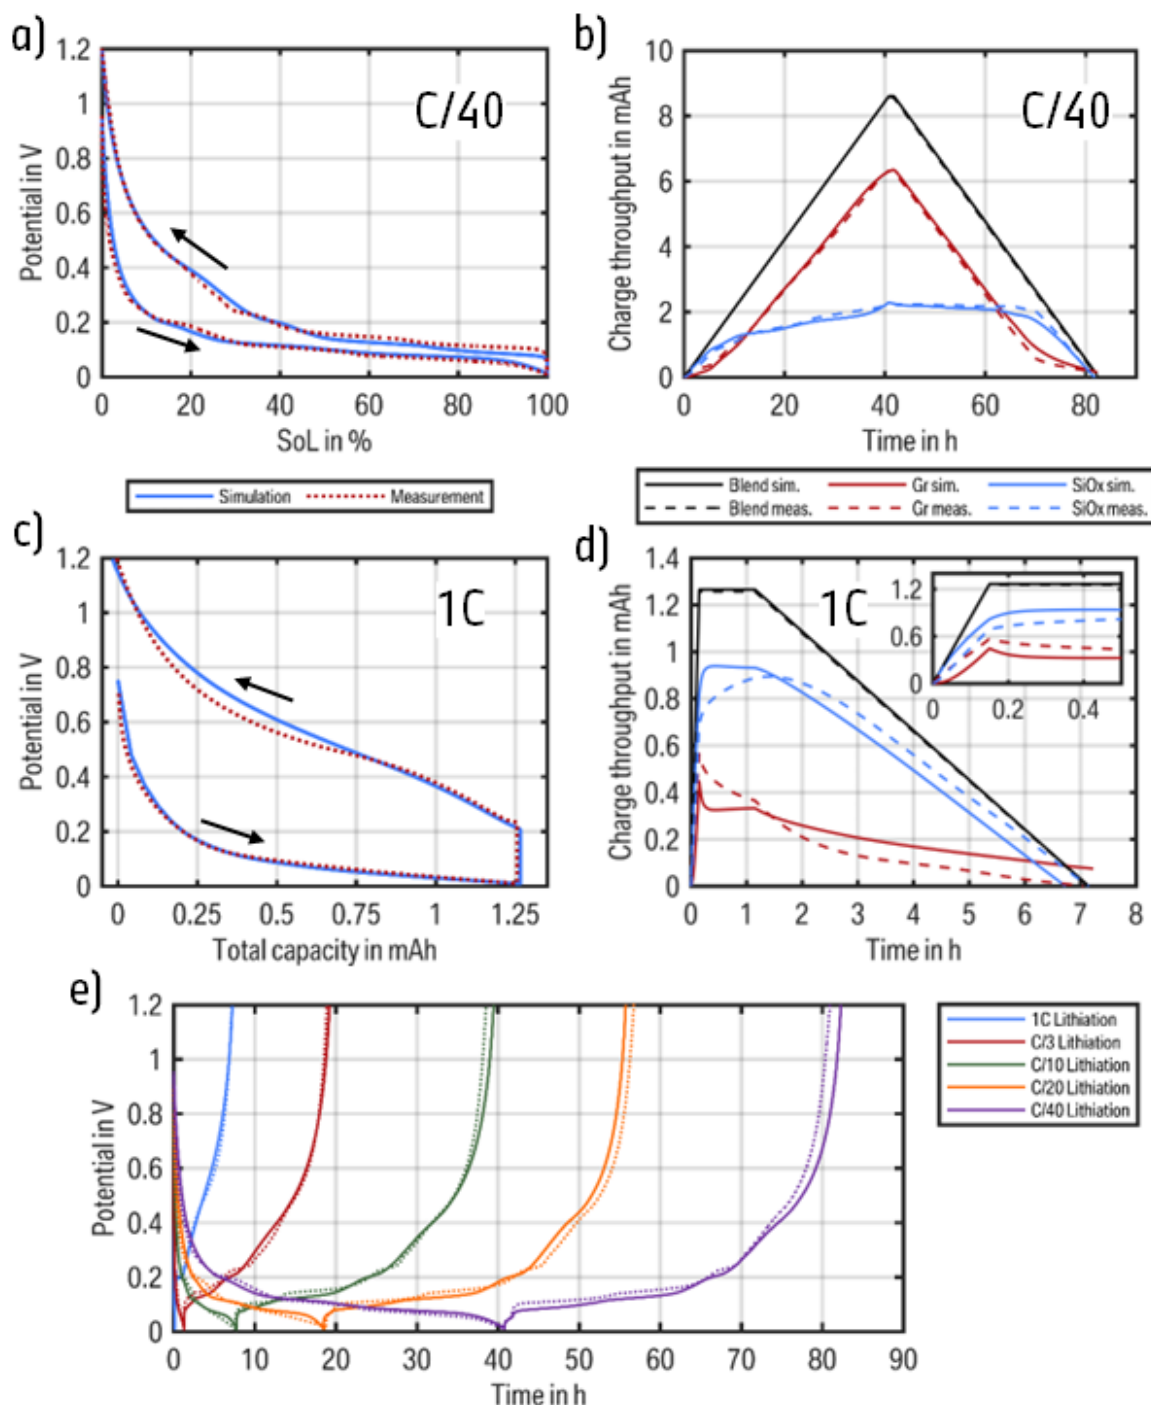 a)
1.2
1
0.8
0.6
0.4
0.2
0
Potential in V
C/40
0 20 40 60 80 100
SoL in %
Simulation Measurement
b)
10
8
6
4
2
0
Charge throughput in mAh
C/40
0 20 40 60 80
Time in h
Blend sim. Gr sim. SiOx sim.
Blend meas. Gr meas. SiOx meas.
c)
1.2
1
0.8
0.6
0.4
0.2
0
Potential in V
1C
0 0.25 0.5 0.75 1 1.25
Total capacity in mAh
d)
1.4
1.2
1
0.8
0.6
0.4
0.2
0
Charge throughput in mAh
1C
1.2
0.6
0
0 0.2 0.4
0 1 2 3 4 5 6 7 8
Time in h
e)
1.2
1
0.8
0.6
0.4
0.2
0
Potential in V
0 10 20 30 40 50 60 70 80 90
Time in h
1C Lithiation
C/3 Lithiation
C/10 Lithiation
C/20 Lithiation
C/40 Lithiation